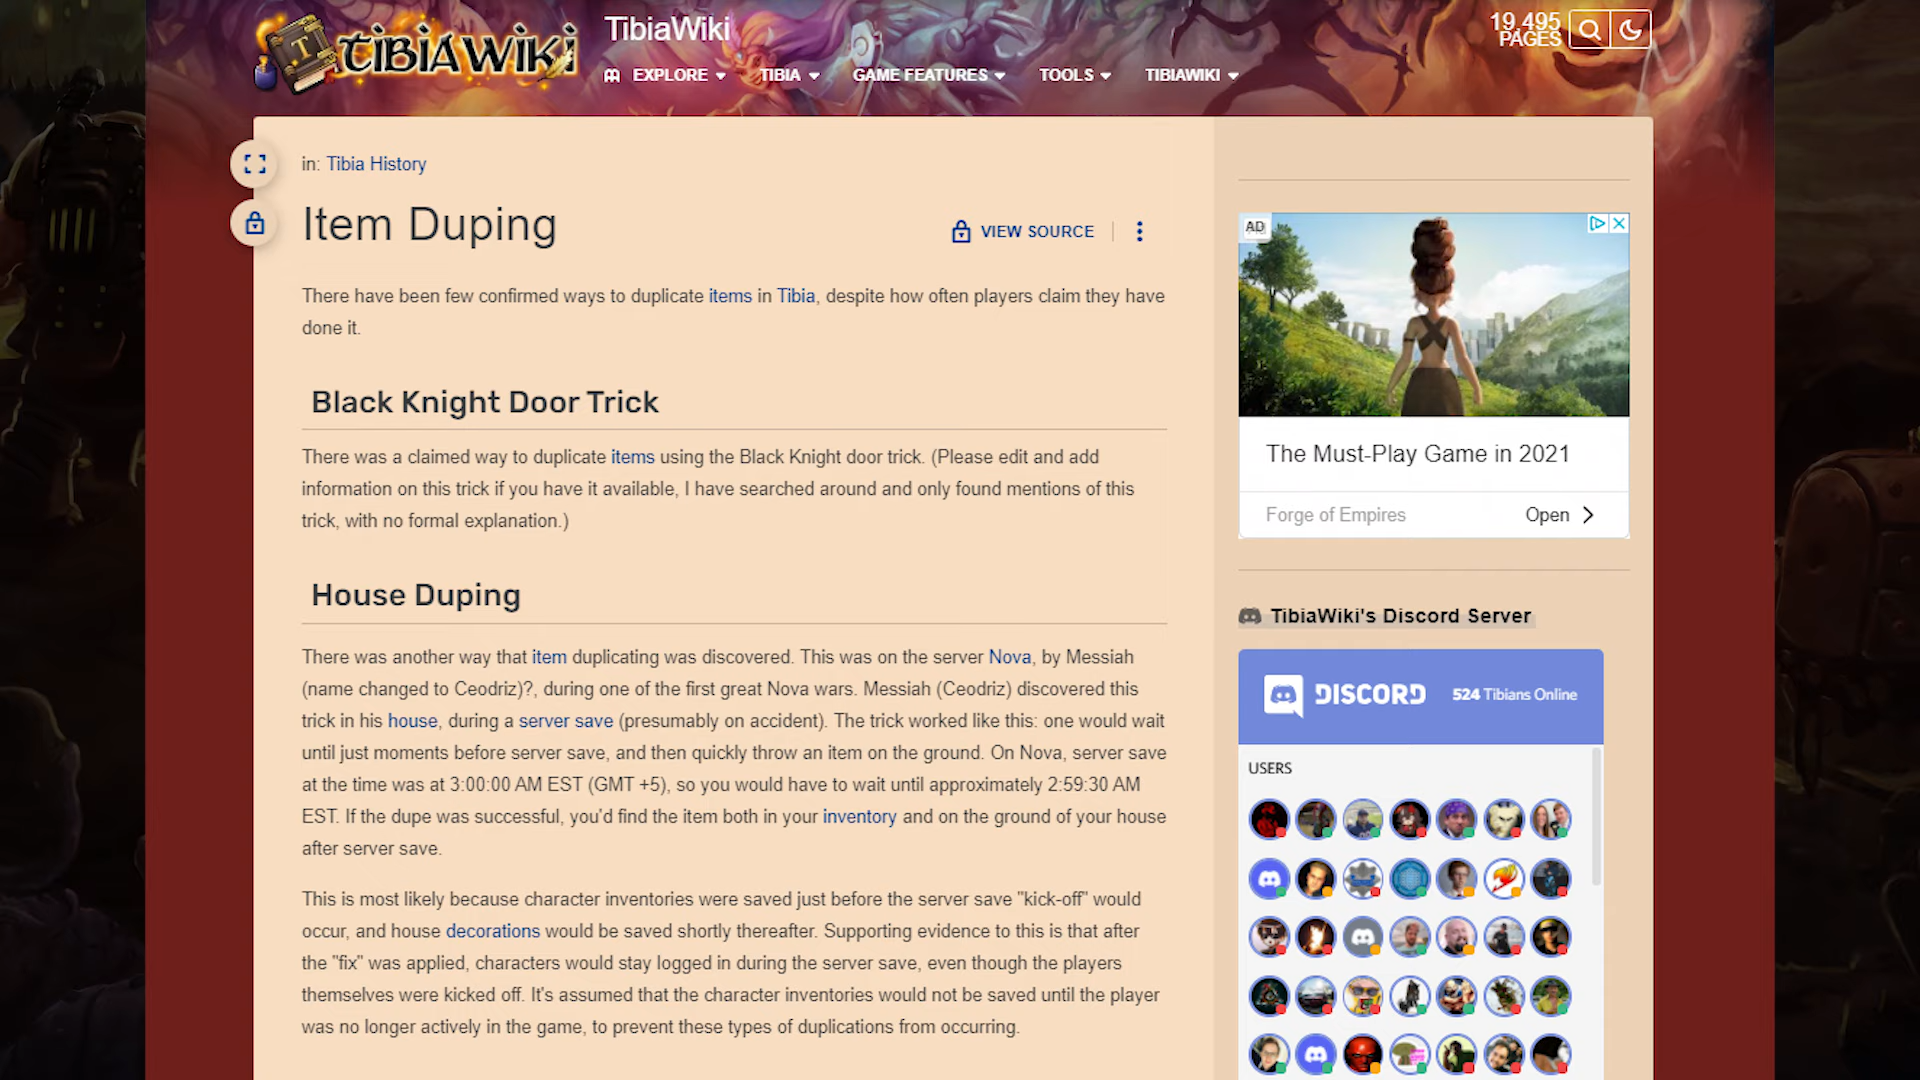 TIBIAWIKI
TibiaWiki
EXPLORE
TIBIA
GAME FEATURES
TOOLS
TIBIAWIKI
19,495
PAGES
in: Tibia History
Item Duping
VIEW SOURCE
There have been few confirmed ways to duplicate items in Tibia, despite how often players claim they have
done it.
Black Knight Door Trick
There was a claimed way to duplicate items using the Black Knight door trick. (Please edit and add
information on this trick if you have it available, I have searched around and only found mentions of this
trick, with no formal explanation.)
House Duping
There was another way that item duplicating was discovered. This was on the server Nova, by Messiah
(name changed to Ceodriz)?, during one of the first great Nova wars. Messiah (Ceodriz) discovered this
trick in his house, during a server save (presumably on accident). The trick worked like this: one would wait
until just moments before server save, and then quickly throw an item on the ground. On Nova, server save
at the time was at 3:00:00 AM EST (GMT +5), so you would have to wait until approximately 2:59:30 AM
EST. If the dupe was successful, you'd find the item both in your inventory and on the ground of your house
after server save.
This is most likely because character inventories were saved just before the server save "kick-off" would
occur, and house decorations would be saved shortly thereafter. Supporting evidence to this is that after
the "fix" was applied, characters would stay logged in during the server save, even though the players
themselves were kicked off. It's assumed that the character inventories would not be saved until the player
was no longer actively in the game, to prevent these types of duplications from occurring.
AD
The Must-Play Game in 2021
Forge of Empires
Open
TibiaWiki's Discord Server
DISCORD
524 Tibians Online
USERS